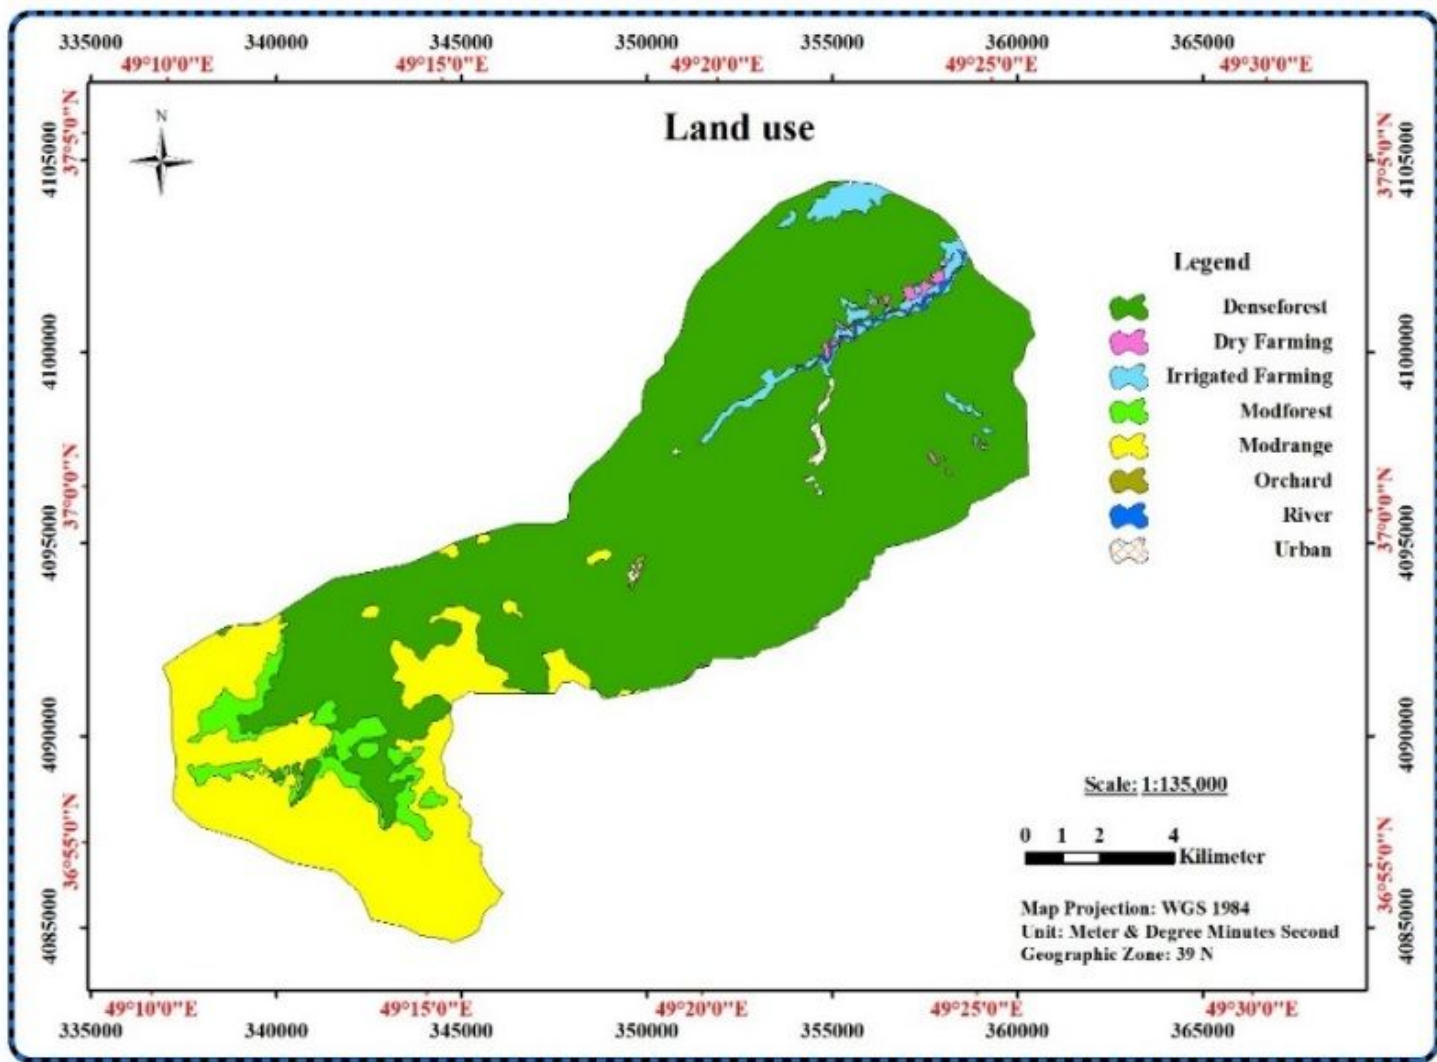 335000 340000 345000 350000 355000 360000 365000
49°10'0"E 49°15'0"E 49°20'0"E 49°25'0"E 49°30'0"E
Land use
N
37°5'0"N
4105000
37°5'0"N
4105000
Legend
Denseforest
Dry Farming
Irrigated Farming
Modforest
Modrange
Orchard
River
Urban
4100000
4100000
37°0'0"N
37°0'0"N
4095000
4095000
4090000
4090000
Scale: 1:135,000
0 1 2 4
Kilimeter
36°55'0"N
36°55'0"N
4085000
4085000
Map Projection: WGS 1984
Unit: Meter & Degree Minutes Second
Geographic Zone: 39 N
49°10'0"E 49°15'0"E 49°20'0"E 49°25'0"E 49°30'0"E
335000 340000 345000 350000 355000 360000 365000